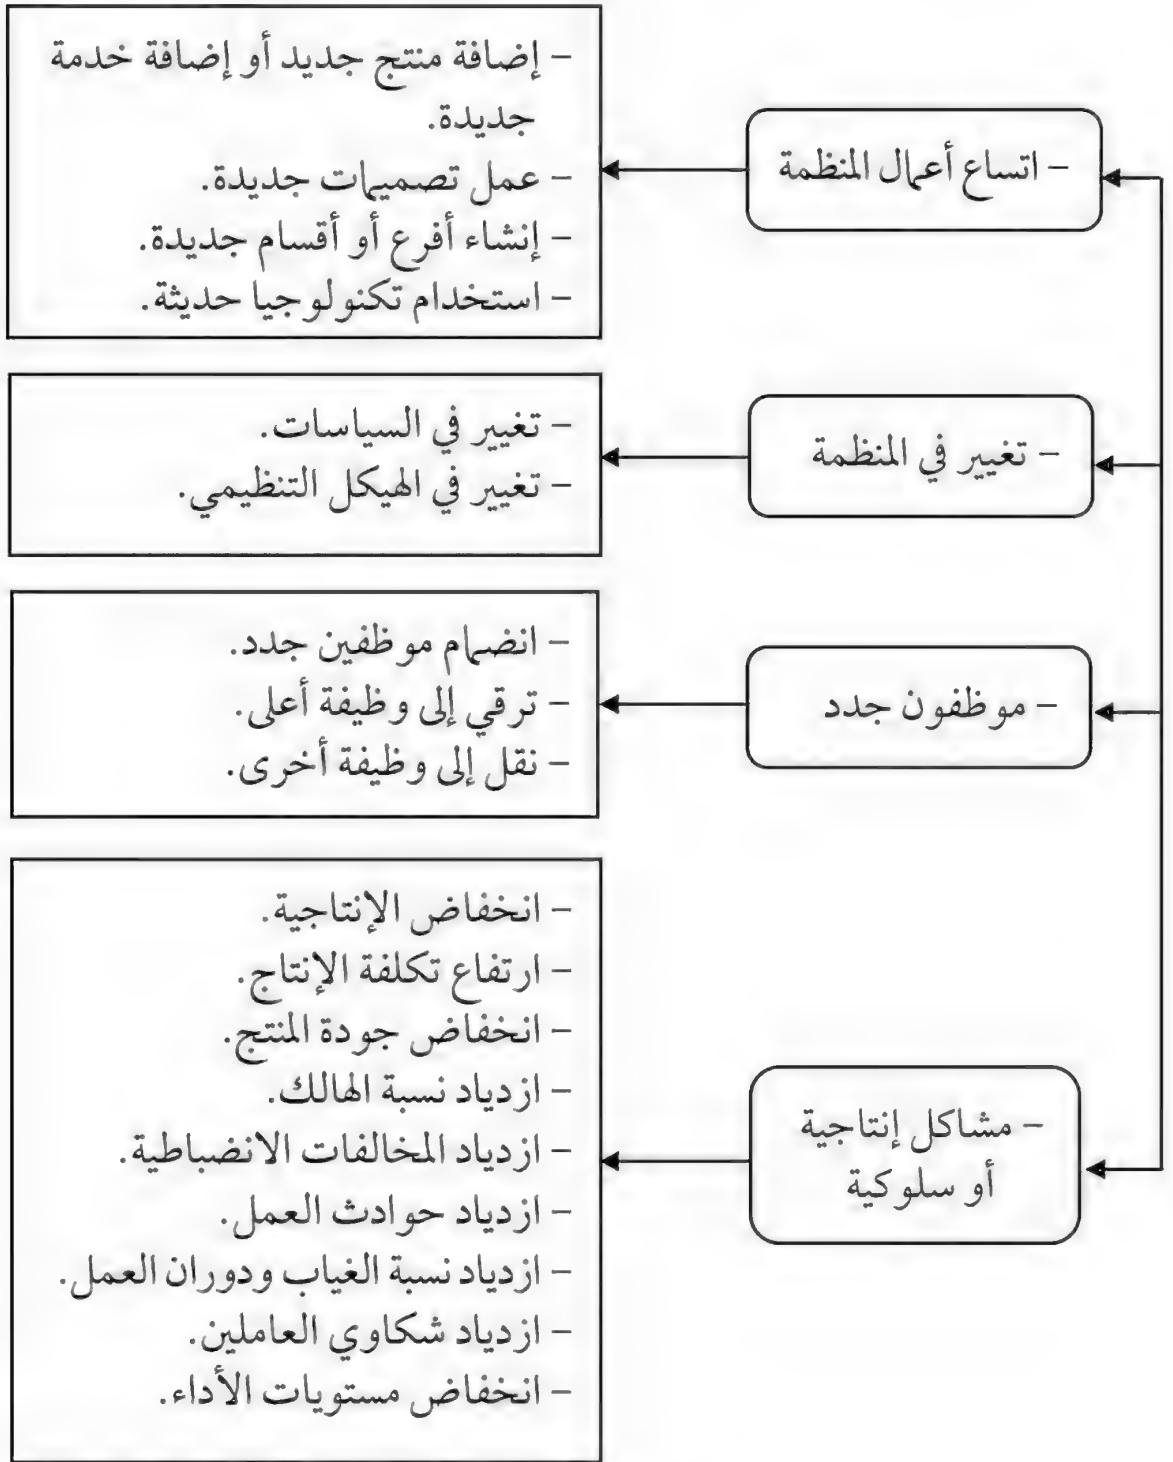 – اتساع أعمال المنظمة
– إضافة منتج جديد أو إضافة خدمة
جديدة.
– عمل تصميمات جديدة.
– إنشاء أفرع أو أقسام جديدة.
– استخدام تكنولوجيا حديثة.
– تغيير في المنظمة
– تغيير في السياسات.
– تغيير في الهيكل التنظيمي.
– موظفون جدد
– انضمام موظفين جدد.
– ترقي إلى وظيفة أعلى.
– نقل إلى وظيفة أخرى.
– مشاكل إنتاجية
أو سلوكية
– انخفاض الإنتاجية.
– ارتفاع تكلفة الإنتاج.
– انخفاض جودة المنتج.
– ازدياد نسبة الهالك.
– ازدياد المخالفات الانضباطية.
– ازدياد حوادث العمل.
– ازدياد نسبة الغياب ودوران العمل.
– ازدياد شكاوي العاملين.
– انخفاض مستويات الأداء.